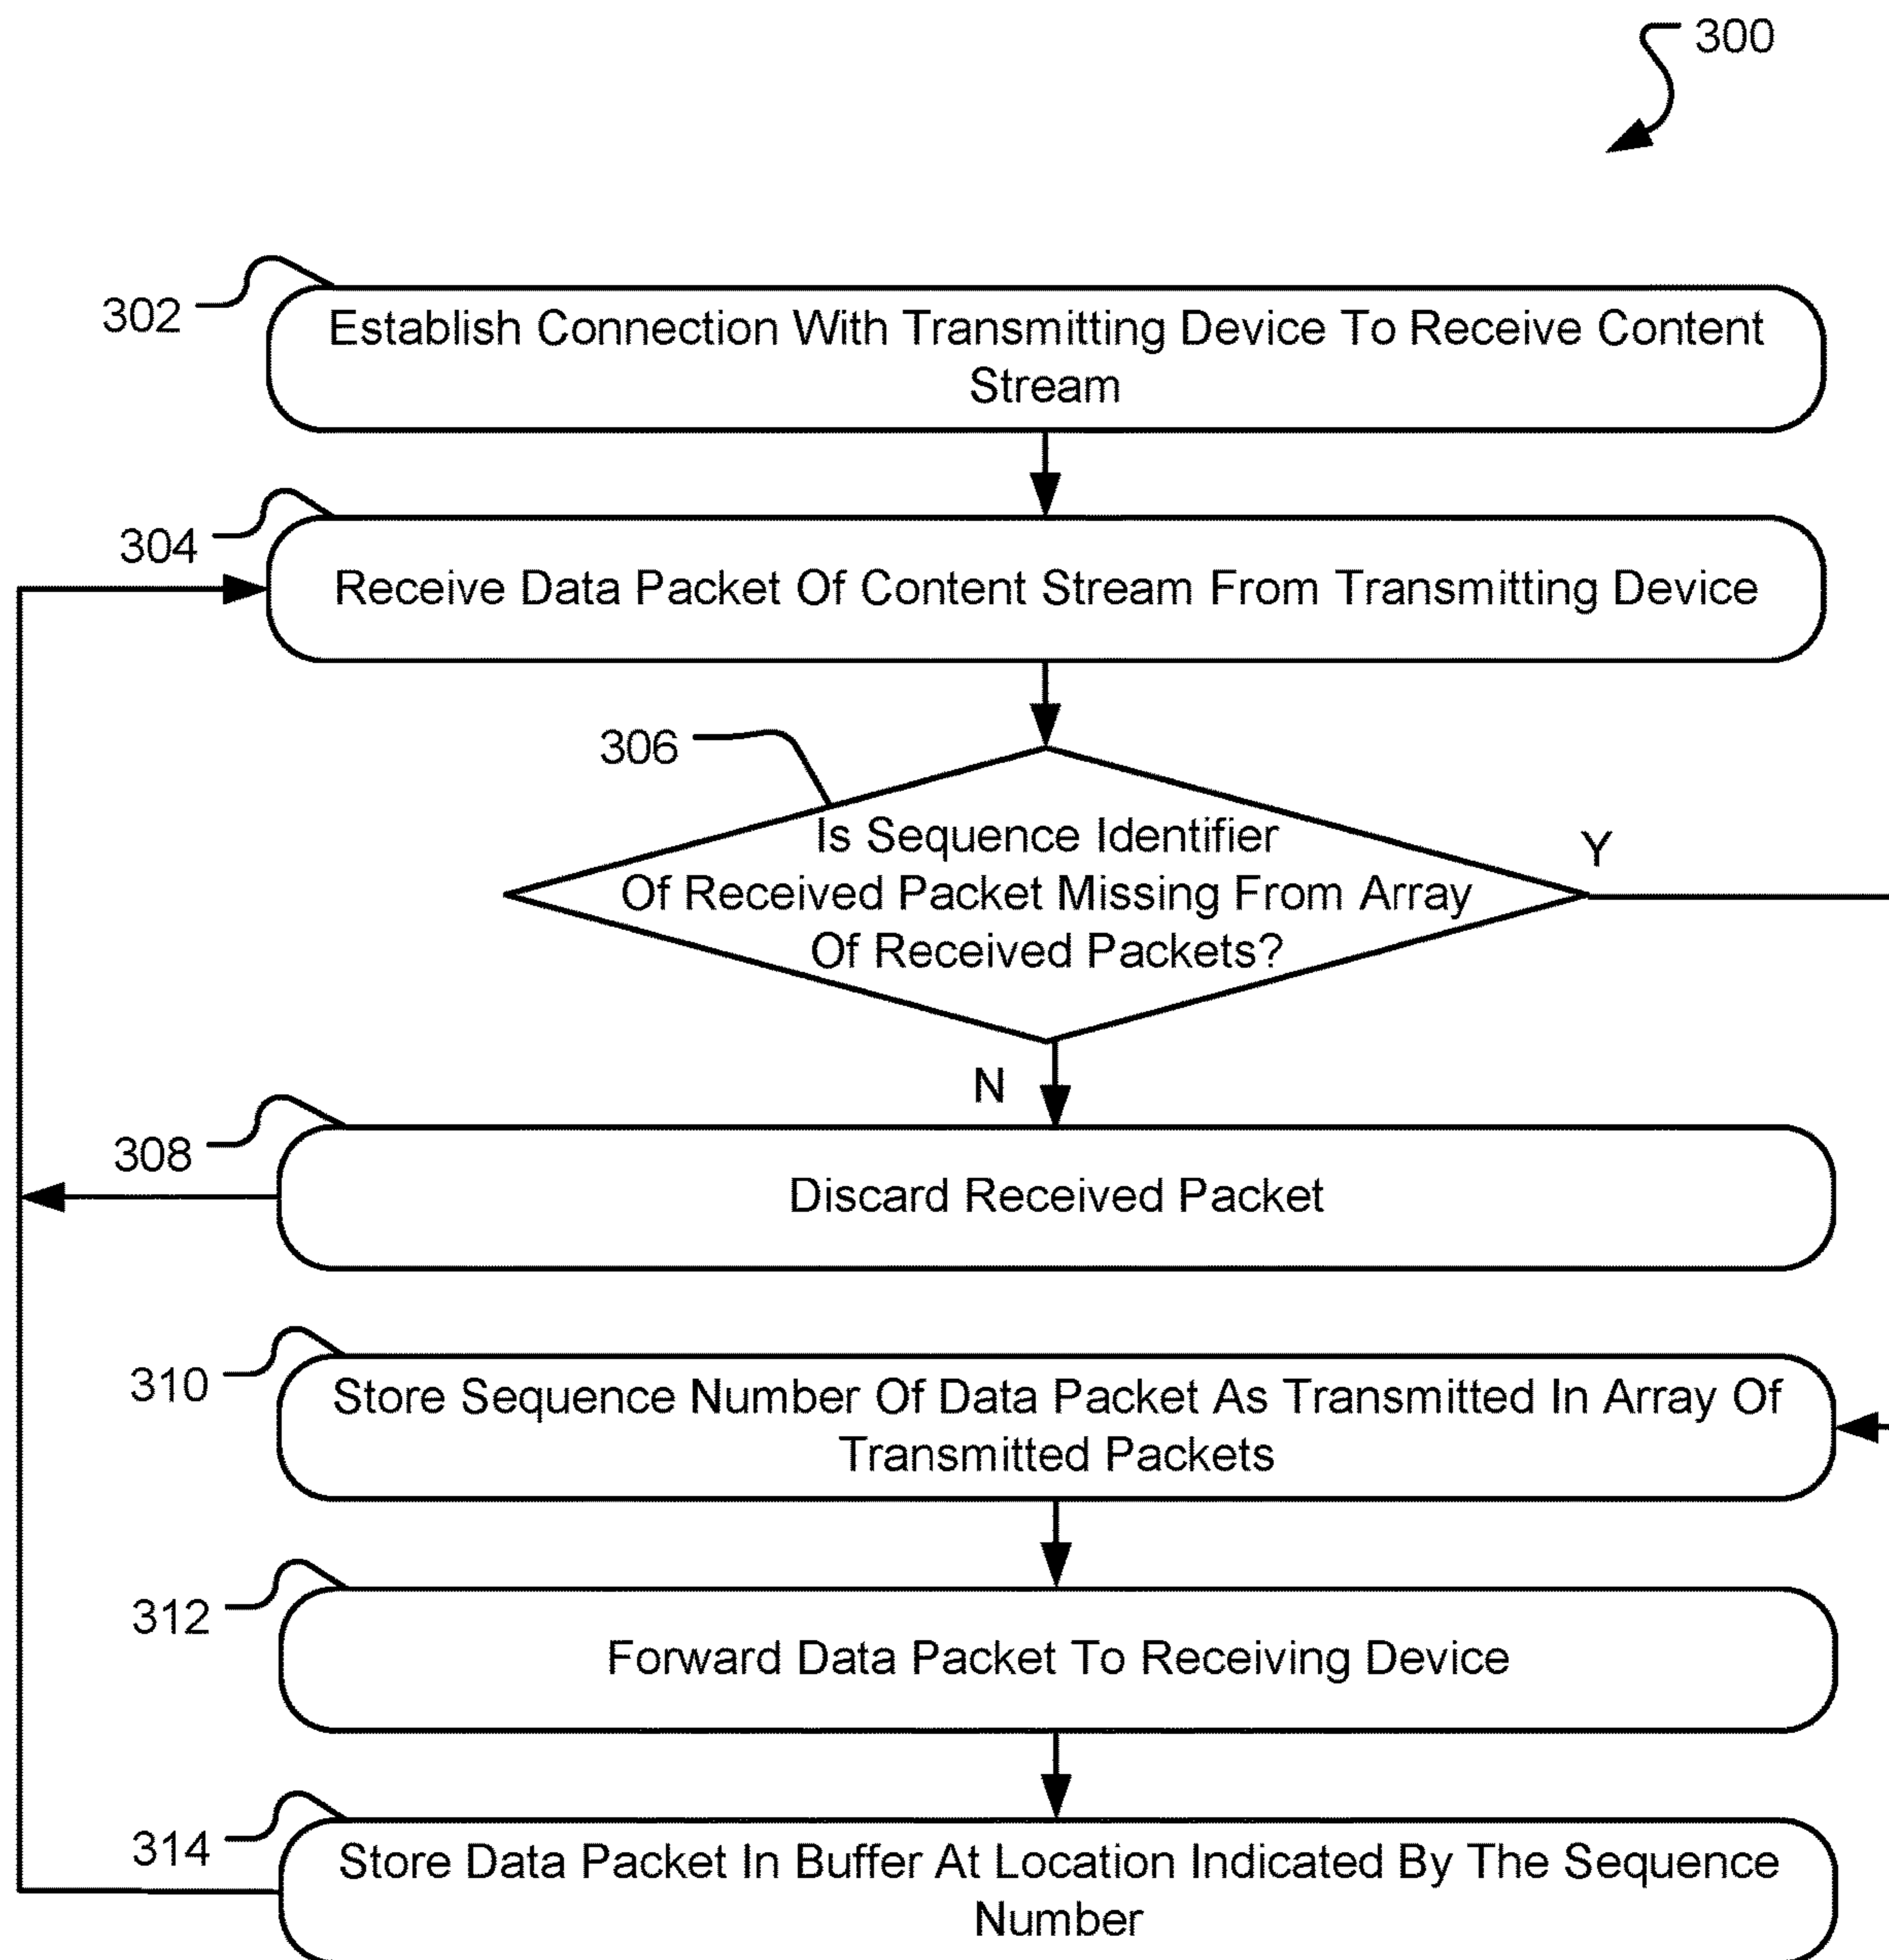 300
302
Establish Connection With Transmitting Device To Receive Content
Stream
304
Receive Data Packet Of Content Stream From Transmitting Device
306
Is Sequence Identifier
Of Received Packet Missing From Array
Of Received Packets?
Y
N
308
Discard Received Packet
310
Store Sequence Number Of Data Packet As Transmitted In Array Of
Transmitted Packets
312
Forward Data Packet To Receiving Device
314
Store Data Packet In Buffer At Location Indicated By The Sequence
Number